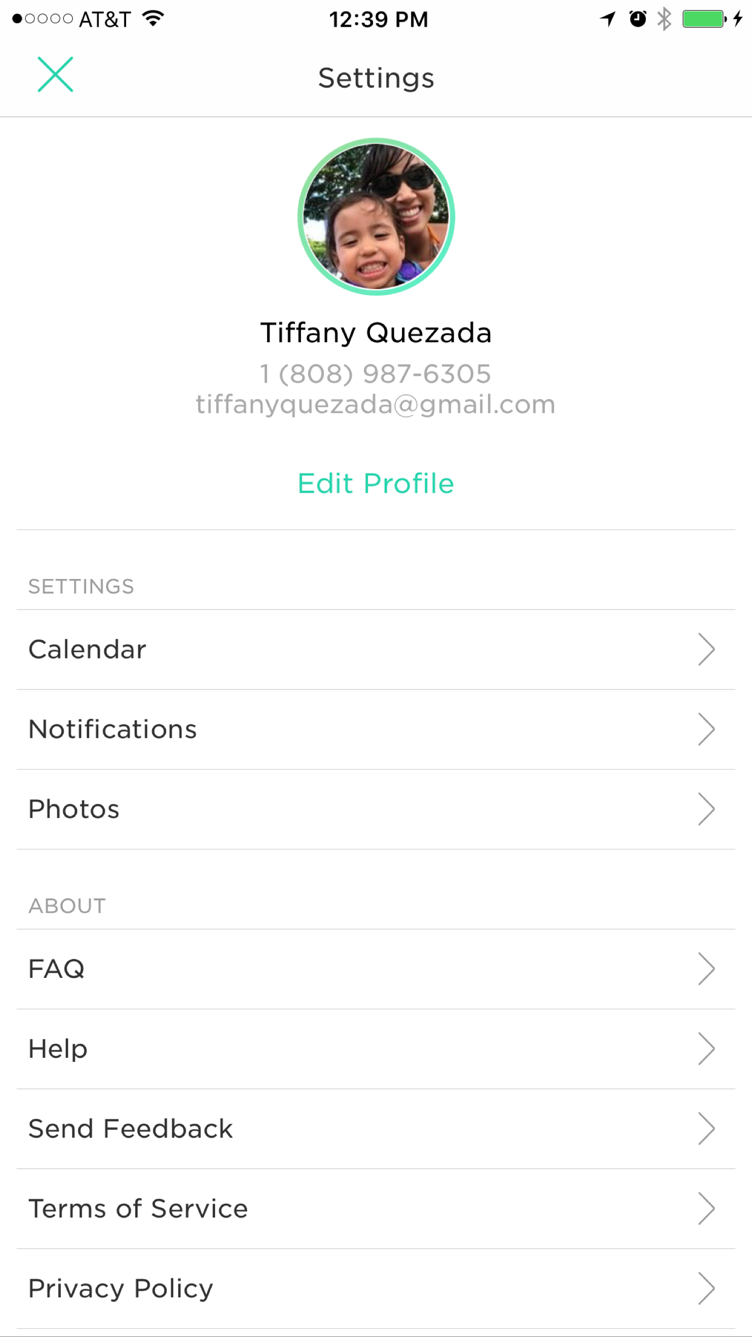 AT&T 12:39 PM
Settings
Tiffany Quezada
1 (808) 987-6305
tiffanyquezada@gmail.com
Edit Profile
SETTINGS
Calendar
Notifications
Photos
ABOUT
FAQ
Help
Send Feedback
Terms of Service
Privacy Policy